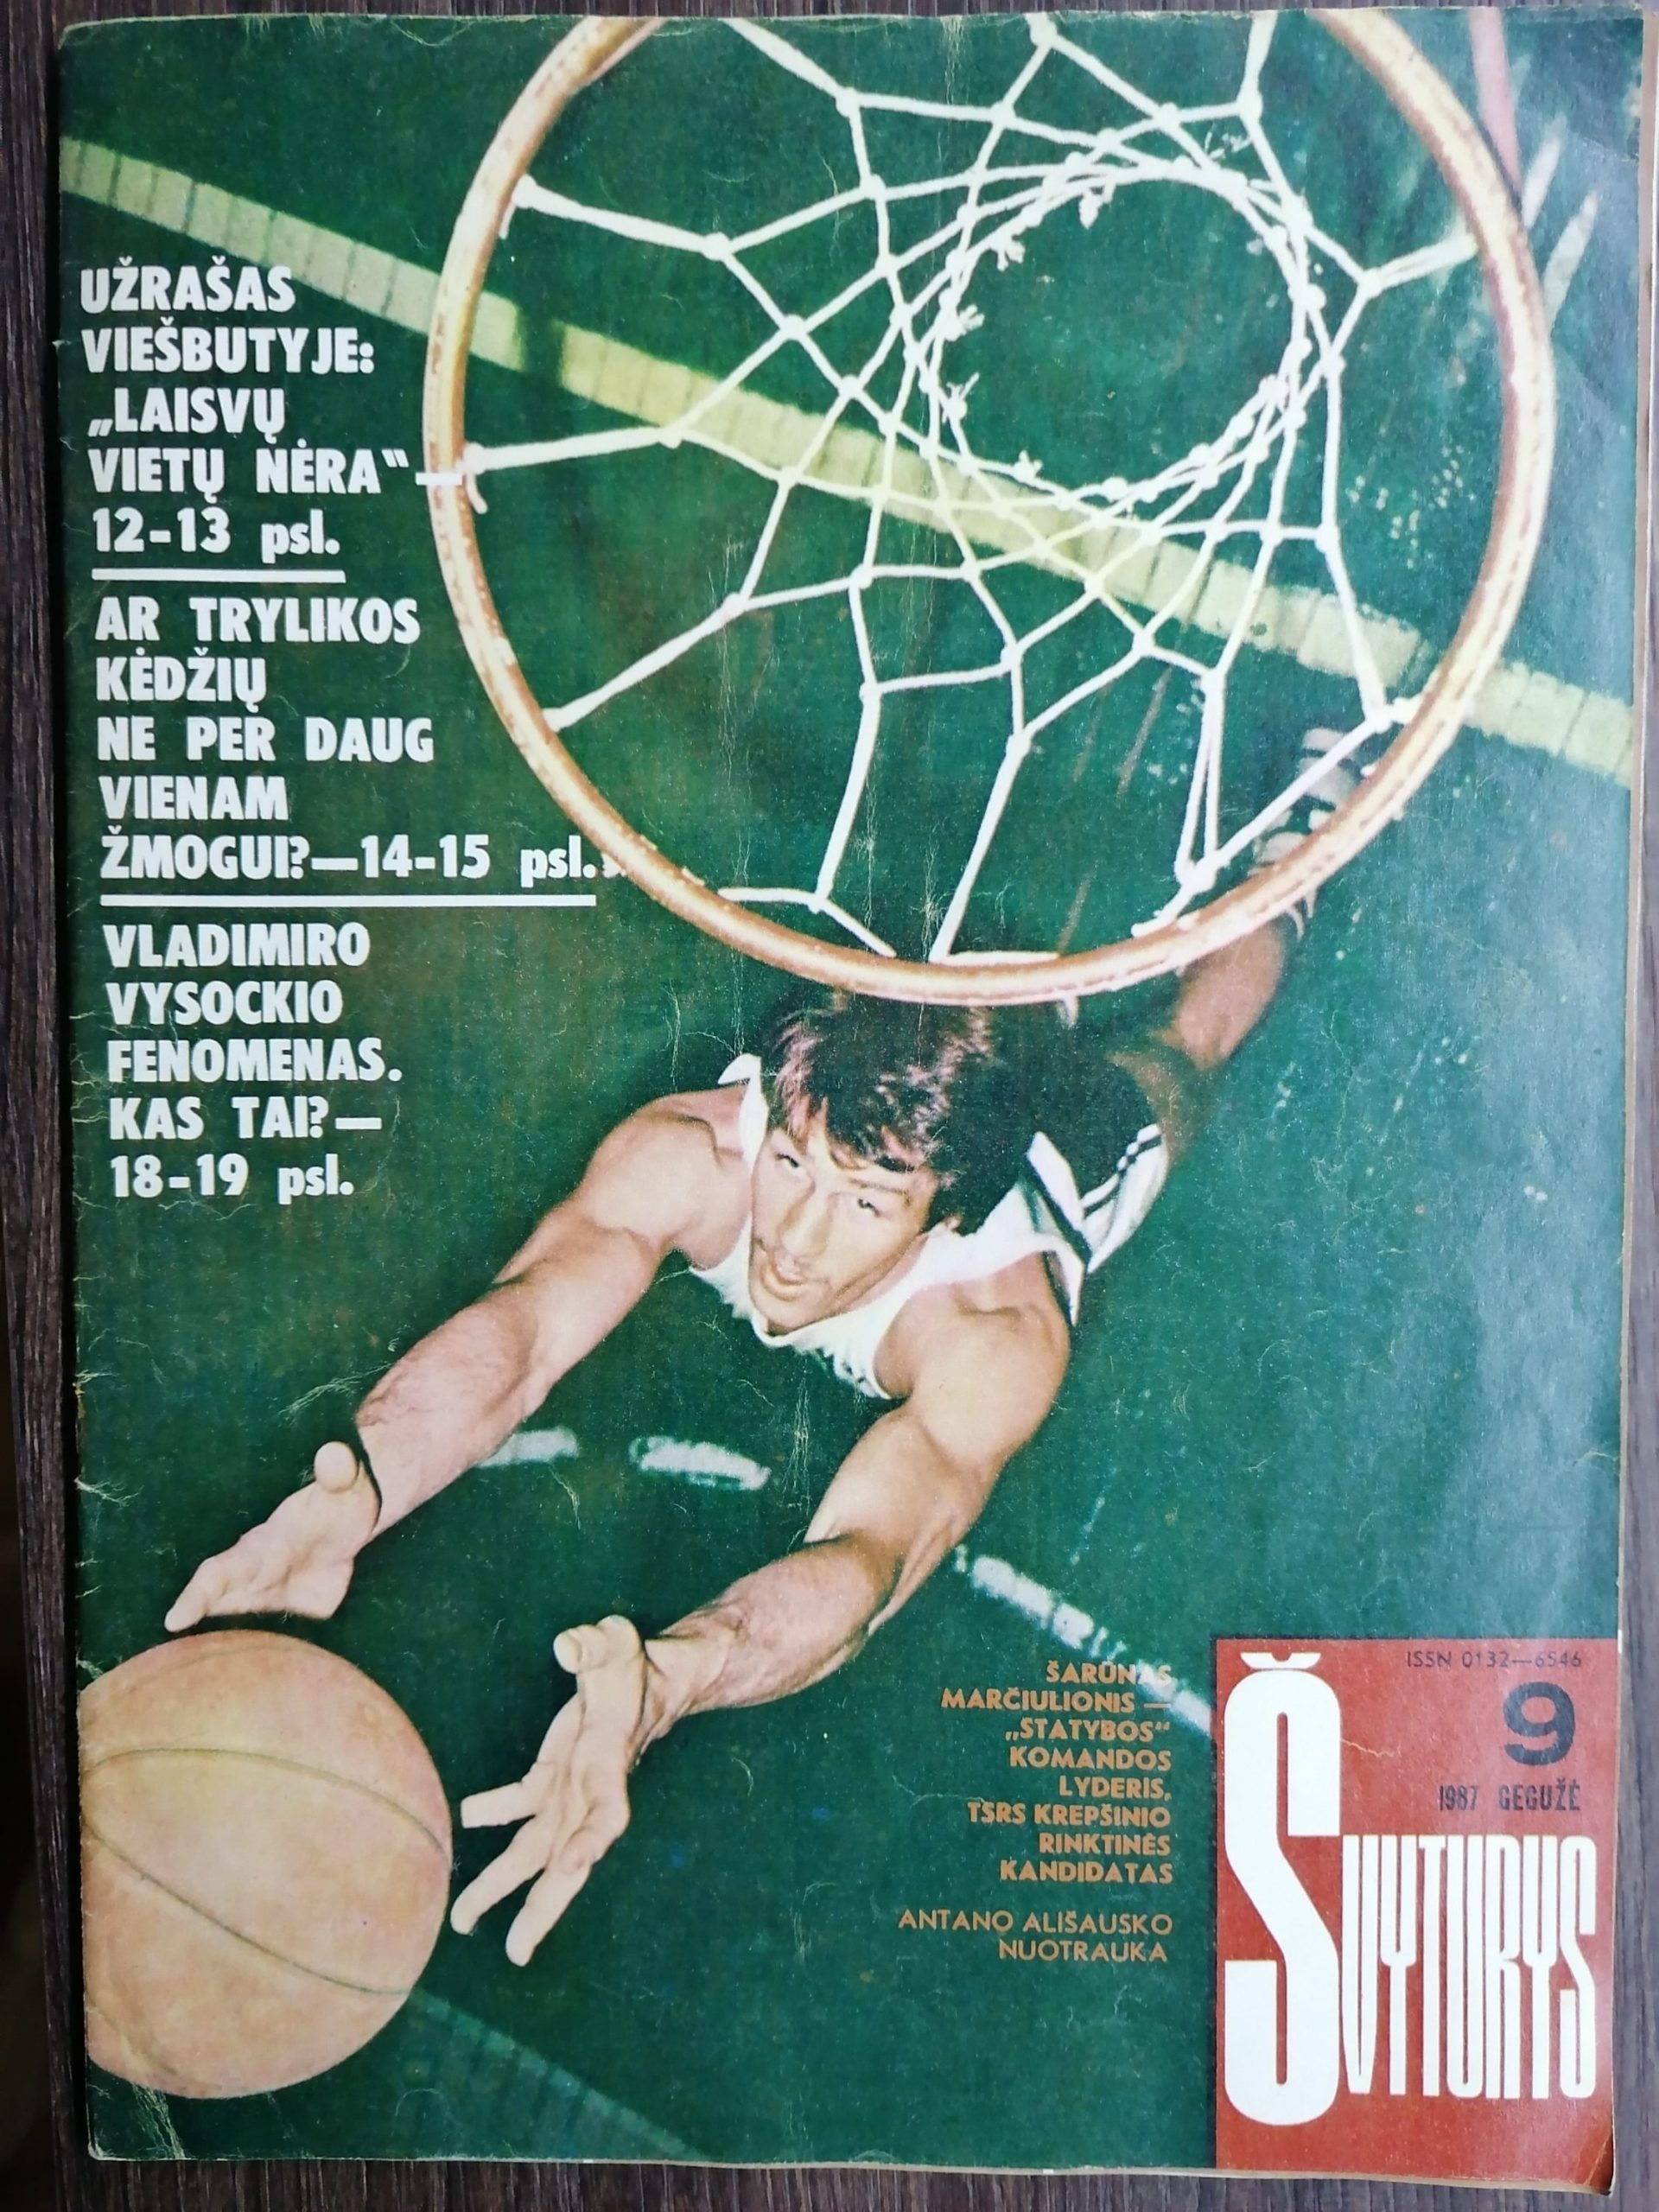 UŽRAŠAS
VIEŠBUTYJE:
„LAISVŲ
VIETŲ NĖRA“—
12-13 psl.
AR TRYLIKOS
KĖDŽIŲ
NE PER DAUG
VIENAM
ŽMOGUI?—14-15 psl.
VLADIMIRO
VYSOCKIO
FENOMENAS.
KAS TAI?—
18-19 psl.
ŠARŪNAS
MARČIULIONIS —
„STATYBOS“
KOMANDOS
LYDERIS,
TSRS KREPŠINIO
RINKTINĖS
KANDIDATAS
ANTANO ALIŠAUSKO
NUOTRAUKA
ISSN 0132—6546
9
1987 GEGUŽĖ
ŠVYTURYS